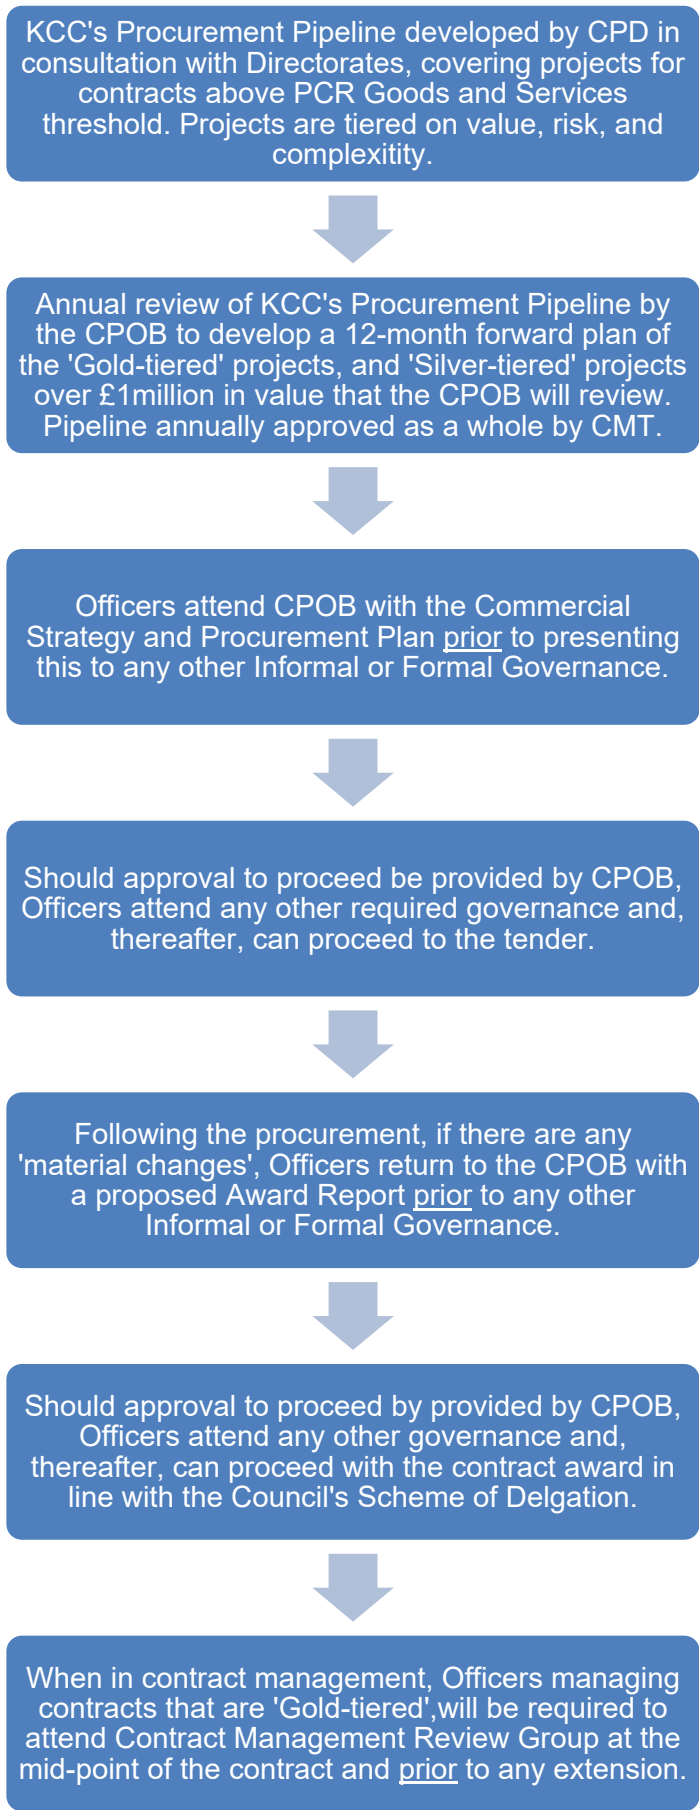 KCC's Procurement Pipeline developed by CPD in
consultation with Directorates, covering projects for
contracts above PCR Goods and Services
threshold. Projects are tiered on value, risk, and
complexitity.
Annual review of KCC's Procurement Pipeline by
the CPOB to develop a 12-month forward plan of
the 'Gold-tiered' projects, and 'Silver-tiered' projects
over £1million in value that the CPOB will review.
Pipeline annually approved as a whole by CMT.
Officers attend CPOB with the Commercial
Strategy and Procurement Plan prior to presenting
this to any other Informal or Formal Governance.
Should approval to proceed be provided by CPOB,
Officers attend any other required governance and,
thereafter, can proceed to the tender.
Following the procurement, if there are any
'material changes', Officers return to the CPOB with
a proposed Award Report prior to any other
Informal or Formal Governance.
Should approval to proceed by provided by CPOB,
Officers attend any other governance and,
thereafter, can proceed with the contract award in
line with the Council's Scheme of Delgation.
When in contract management, Officers managing
contracts that are 'Gold-tiered',will be required to
attend Contract Management Review Group at the
mid-point of the contract and prior to any extension.